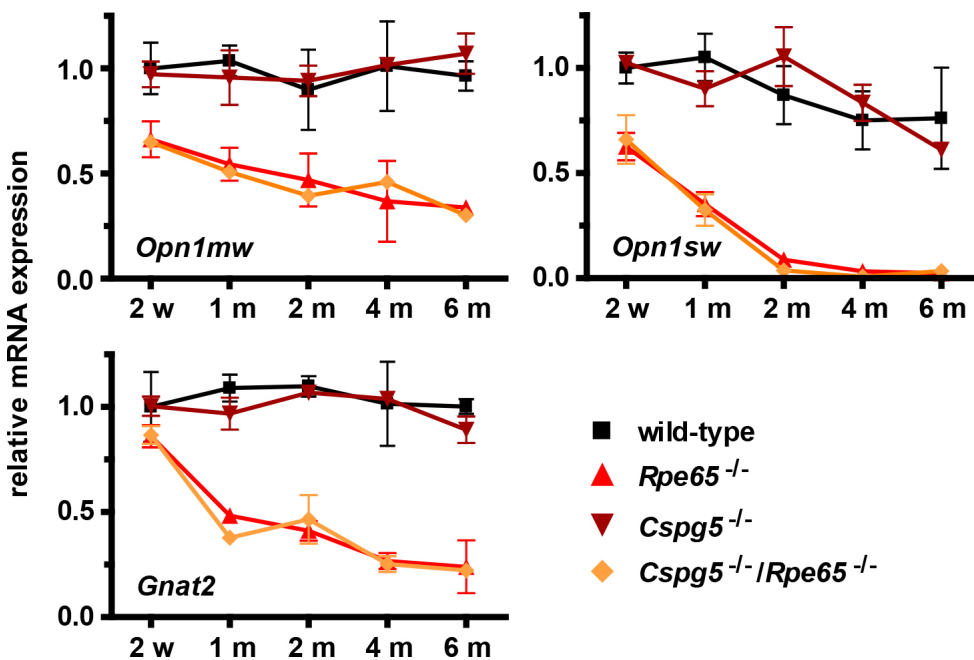 relative mRNA expression
1.0
0.5
0.0
Opn1mw
2 w 1 m 2 m 4 m 6 m
1.0
0.5
0.0
Opn1sw
2 w 1 m 2 m 4 m 6 m
1.0
0.5
0.0
Gnat2
2 w 1 m 2 m 4 m 6 m
wild-type
Rpe65 -/-
Cspg5 -/-
Cspg5 -/- /Rpe65 -/-